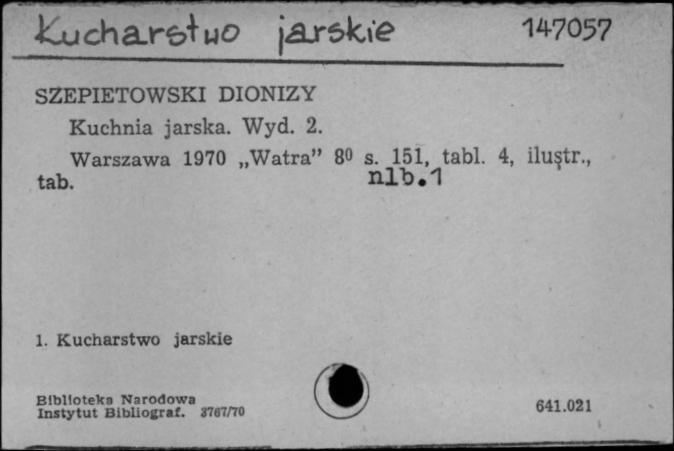 Kucharstwo jarskie 147057
SZEPIETOWSKI DIONIZY
Kuchnia jarska. Wyd. 2.
Warszawa 1970 „Watra” 8⁰ s. 151, tabl. 4, ilustr.,
tab. nlb.1
1. Kucharstwo jarskie
Biblioteka Narodowa
Instytut Bibliograf. 3767/70 641.021